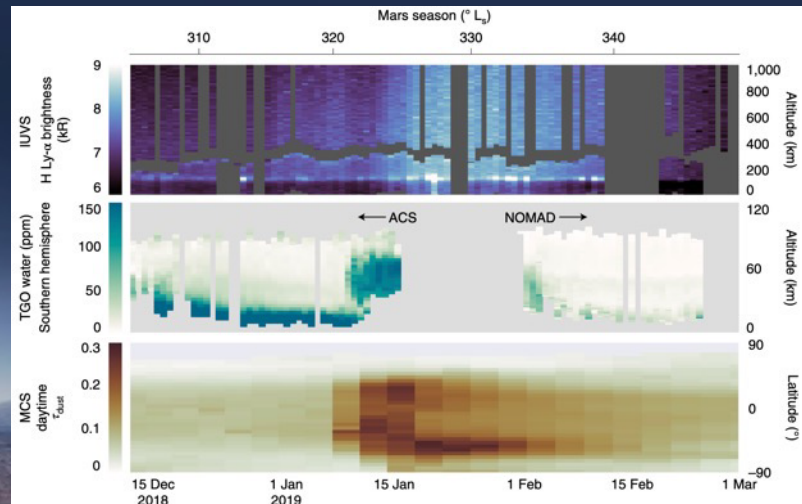 Mars season (° Lₛ)
310 320 330 340
IUVS
H Ly-α brightness
(kR)
9
8
7
6
1,000
800
600
400
200
0
Altitude (km)
TGO water (ppm)
Southern hemisphere
150
100
50
0
← ACS NOMAD →
120
60
0
Altitude (km)
MCS
daytime
τdust
0.3
0.2
0.1
0
90
0
−90
Latitude (°)
15 Dec 1 Jan 15 Jan 1 Feb 15 Feb 1 Mar
2018 2019